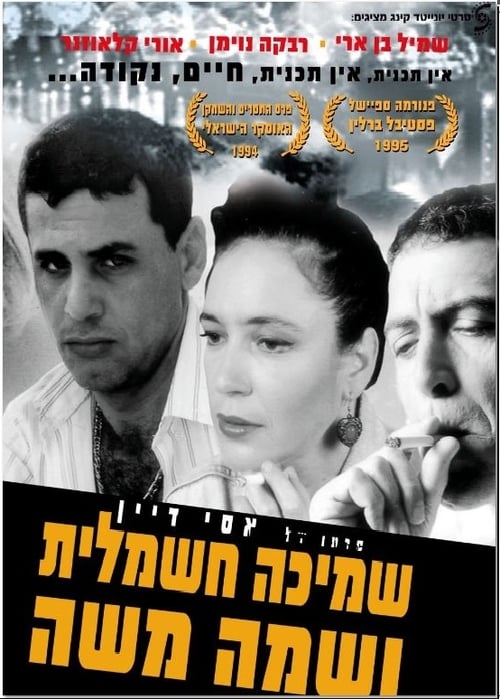 סרטי יונייטד קינג מציגים:
שמיל בן ארי • רבקה נוימן • אורי קלאוזנר
אין תכנית, אין תכנית, חיים, נקודה...
פנורמה ספיישל
פסטיבל ברלין
1995
פרס התסריט והשחקן
האוסקר הישראלי
1994
סרטו של אסי דיין
שמיכה חשמלית
ושמה משה